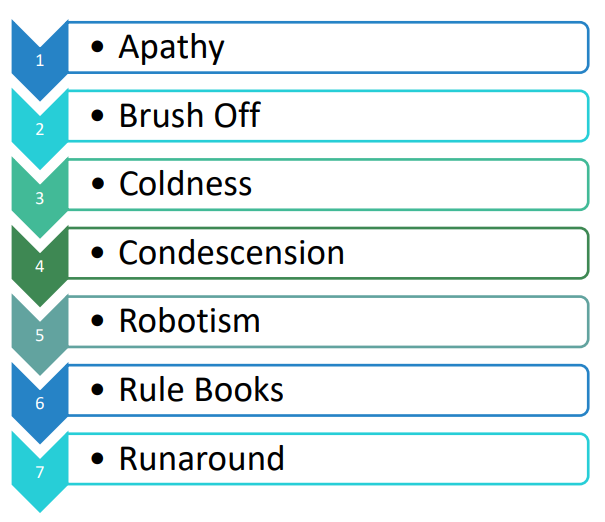 1 • Apathy
2 • Brush Off
3 • Coldness
4 • Condescension
5 • Robotism
6 • Rule Books
7 • Runaround